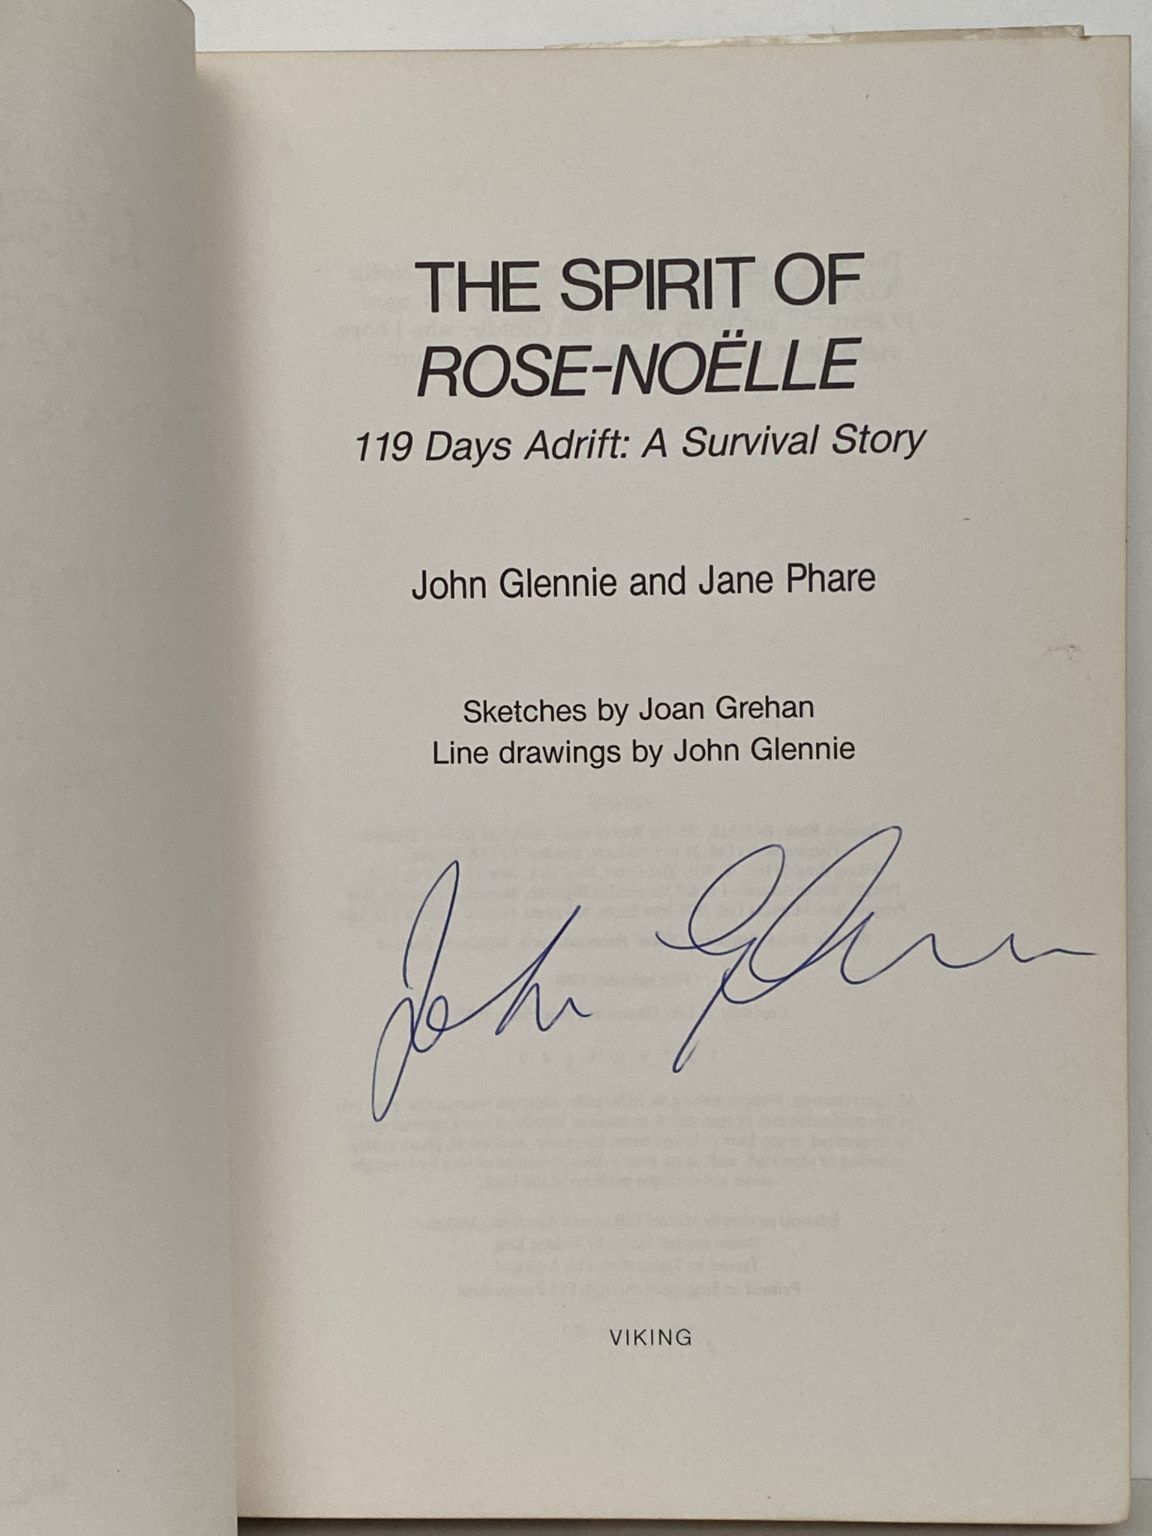 THE SPIRIT OF
ROSE-NOËLLE
119 Days Adrift: A Survival Story
John Glennie and Jane Phare
Sketches by Joan Grehan
Line drawings by John Glennie
John Glennie
VIKING